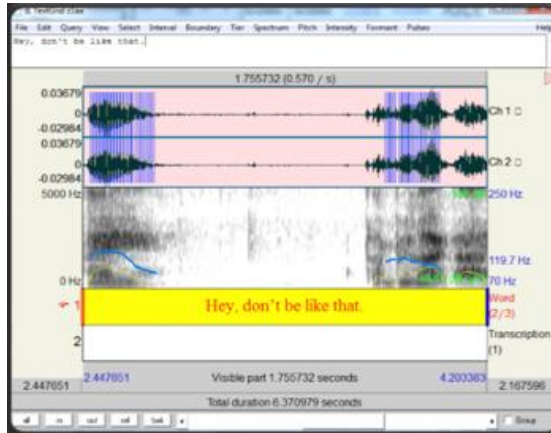 File Edit Query View Select Interval Boundary Tier Spectrum Pitch Intensity Formant Pulses Help
Hey, don't be like that.
1.755732 (0.570 / s)
0.03679
0
-0.02984
Ch 1
0.03679
0
-0.02984
Ch 2
5000 Hz
250 Hz
119.7 Hz
0 Hz
70 Hz
1
Hey, don't be like that.
Word
(2/3)
2
Transcription
(1)
2.447651
2.447651 Visible part 1.755732 seconds 4.203383
2.167596
Total duration 6.370979 seconds
all in out sel bak Group